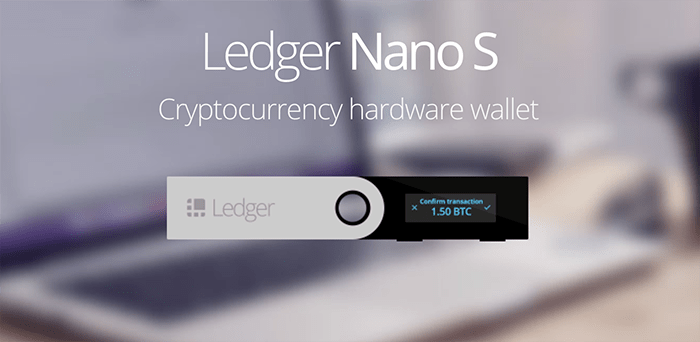 Ledger Nano S
Cryptocurrency hardware wallet
Ledger
Confirm transaction
1.50 BTC